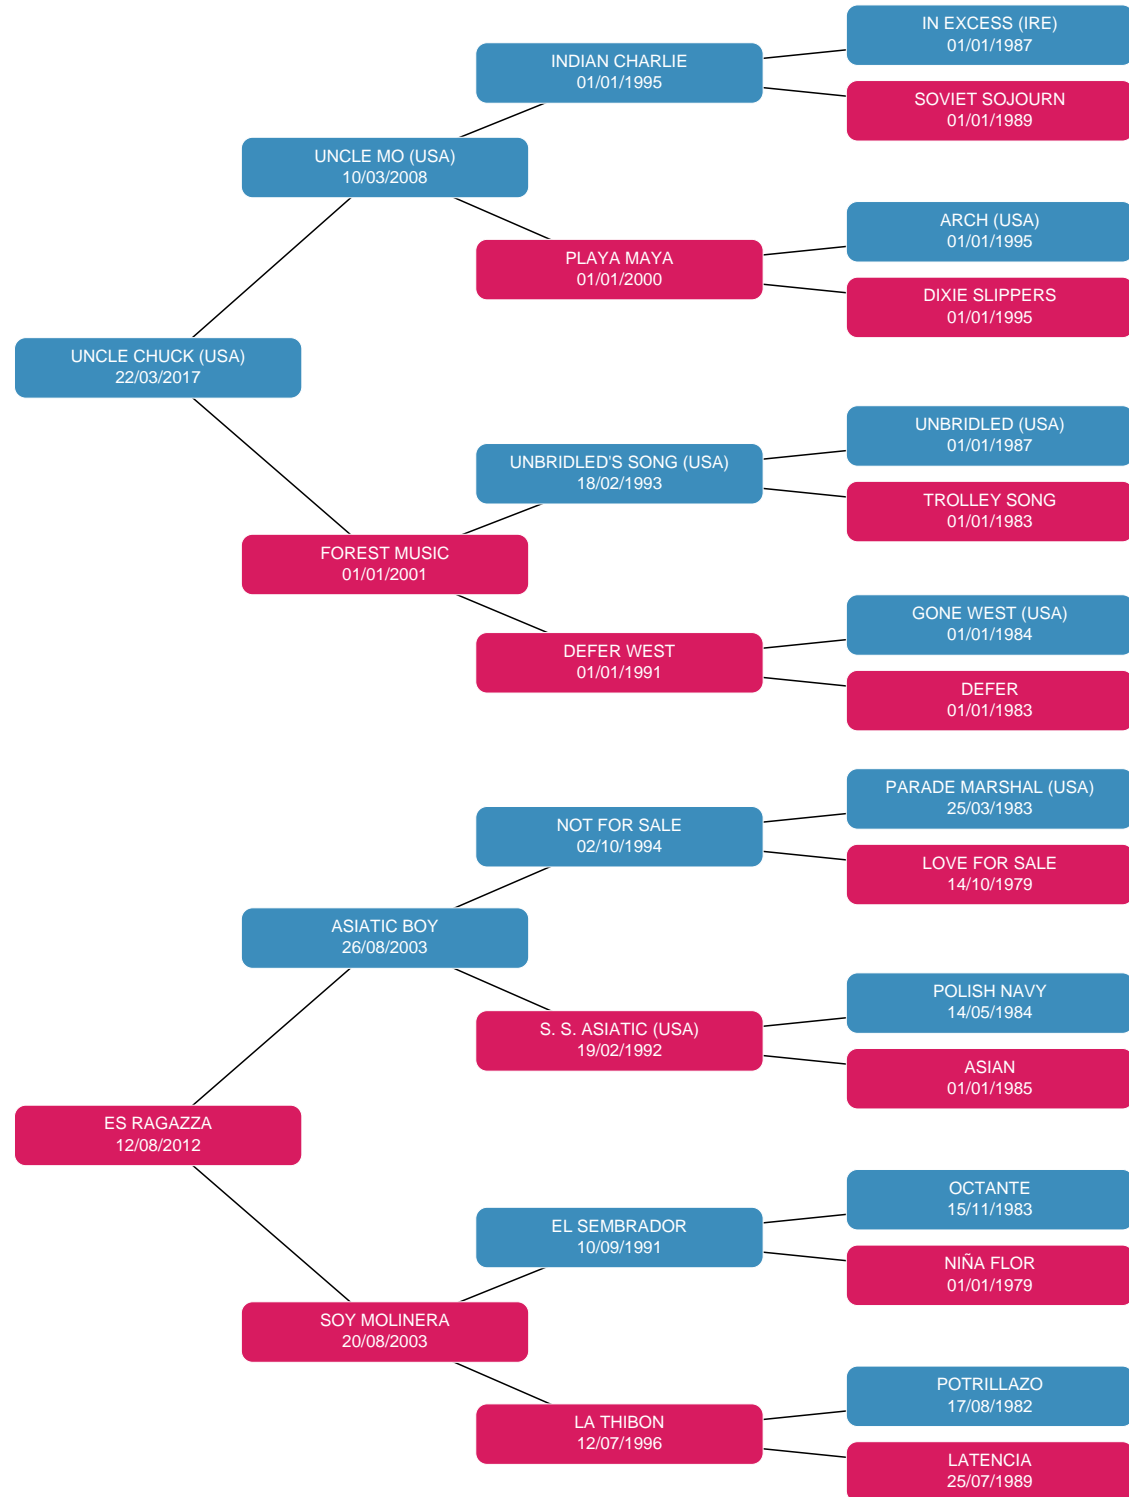 IN EXCESS (IRE)
01/01/1987
INDIAN CHARLIE
01/01/1995
SOVIET SOJOURN
01/01/1989
UNCLE MO (USA)
10/03/2008
ARCH (USA)
01/01/1995
PLAYA MAYA
01/01/2000
DIXIE SLIPPERS
01/01/1995
UNCLE CHUCK (USA)
22/03/2017
UNBRIDLED (USA)
01/01/1987
UNBRIDLED'S SONG (USA)
18/02/1993
TROLLEY SONG
01/01/1983
FOREST MUSIC
01/01/2001
GONE WEST (USA)
01/01/1984
DEFER WEST
01/01/1991
DEFER
01/01/1983
PARADE MARSHAL (USA)
25/03/1983
NOT FOR SALE
02/10/1994
LOVE FOR SALE
14/10/1979
ASIATIC BOY
26/08/2003
POLISH NAVY
14/05/1984
S. S. ASIATIC (USA)
19/02/1992
ASIAN
01/01/1985
ES RAGAZZA
12/08/2012
OCTANTE
15/11/1983
EL SEMBRADOR
10/09/1991
NIÑA FLOR
01/01/1979
SOY MOLINERA
20/08/2003
POTRILLAZO
17/08/1982
LA THIBON
12/07/1996
LATENCIA
25/07/1989